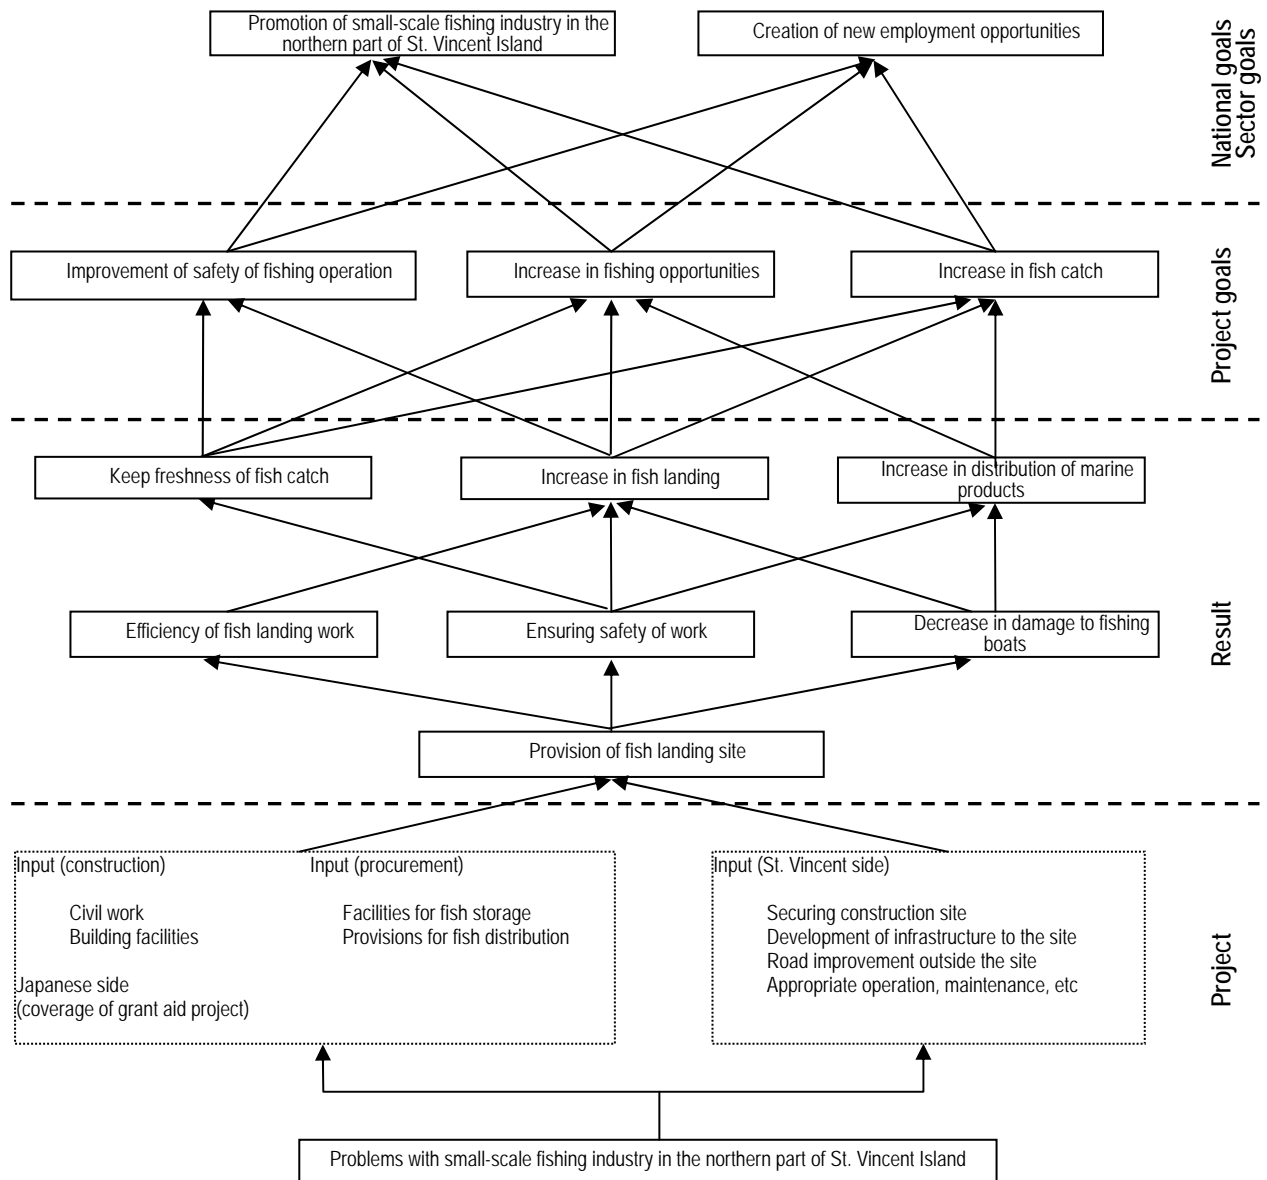 Promotion of small-scale fishing industry in the
northern part of St. Vincent Island
Creation of new employment opportunities
National goals
Sector goals
Improvement of safety of fishing operation
Increase in fishing opportunities
Increase in fish catch
Project goals
Keep freshness of fish catch
Increase in fish landing
Increase in distribution of marine
products
Efficiency of fish landing work
Ensuring safety of work
Decrease in damage to fishing
boats
Result
Provision of fish landing site
Input (construction)
Civil work
Building facilities
Input (procurement)
Facilities for fish storage
Provisions for fish distribution
Japanese side
(coverage of grant aid project)
Input (St. Vincent side)
Securing construction site
Development of infrastructure to the site
Road improvement outside the site
Appropriate operation, maintenance, etc
Project
Problems with small-scale fishing industry in the northern part of St. Vincent Island